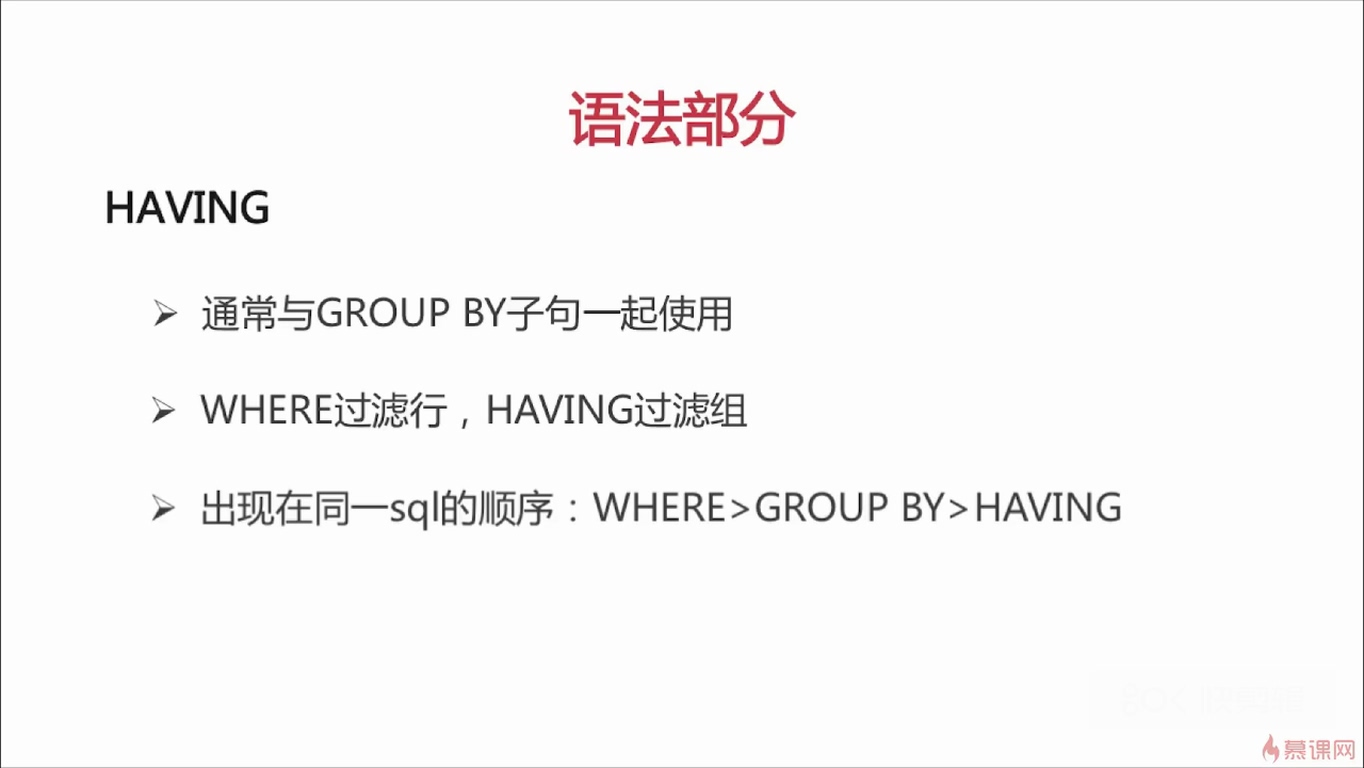 语法部分
HAVING
通常与GROUP BY子句一起使用
WHERE过滤行，HAVING过滤组
出现在同一sql的顺序：WHERE>GROUP BY>HAVING
慕课网